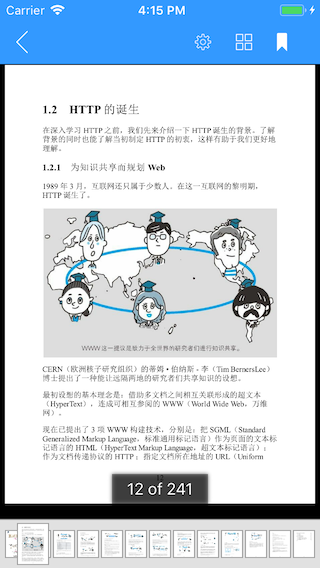 Carrier 4:15 PM
1.2 HTTP 的诞生
在深入学习 HTTP 之前，我们先来介绍一下 HTTP 诞生的背景。了解
背景的同时也能了解当初制定 HTTP 的初衷，这样有助于我们更好地
理解。
1.2.1 为知识共享而规划 Web
1989 年 3 月，互联网还只属于少数人。在这一互联网的黎明期，
HTTP 诞生了。
WWW 这一建议是致力于全世界的研究者们进行知识共享。
CERN（欧洲核子研究组织）的蒂姆 • 伯纳斯 - 李（Tim BernersLee）
博士提出了一种能让远隔两地的研究者们共享知识的设想。
最初设想的基本理念是：借助多文档之间相互关联形成的超文本
（HyperText），连成可相互参阅的 WWW（World Wide Web，万维
网）。
现在已提出了 3 项 WWW 构建技术，分别是：把 SGML（Standard
Generalized Markup Language，标准通用标记语言）作为页面的文本标
记语言的 HTML（HyperText Markup Language，超文本标记语言）；
作为文档传递协议的 HTTP；指定文档所在地址的 URL（Uniform
12 of 241